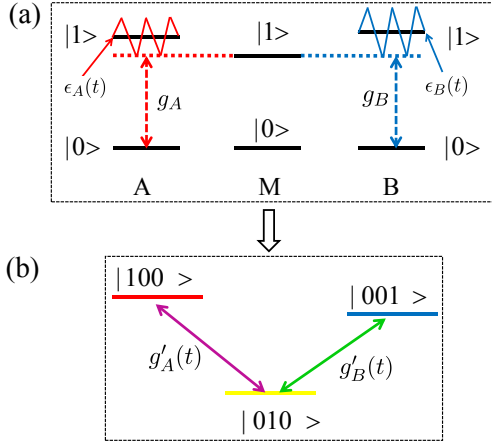 (a)
|1> |1> |1>
ϵ_A(t) g_A g_B ϵ_B(t)
|0> |0> |0>
A M B
(b)
| 100 > | 001 >
g′_A(t) g′_B(t)
| 010 >